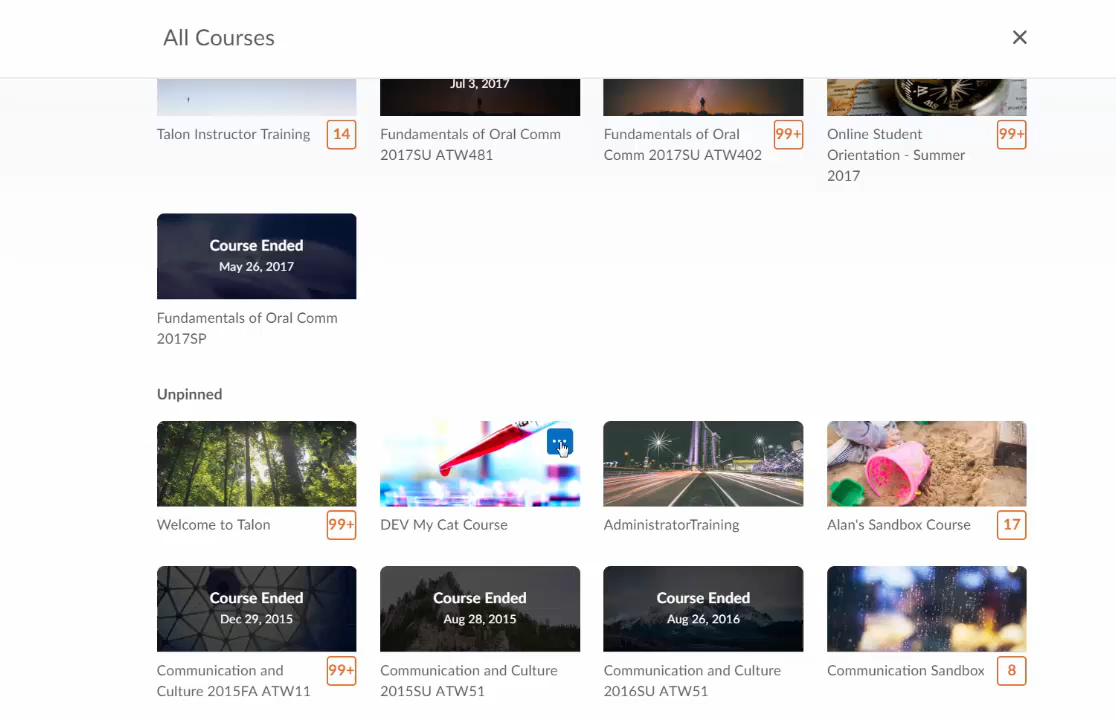 All Courses
Jul 3, 2017
Talon Instructor Training 14
Fundamentals of Oral Comm
2017SU ATW481
Fundamentals of Oral 99+
Comm 2017SU ATW402
Online Student 99+
Orientation - Summer
2017
Course Ended
May 26, 2017
Fundamentals of Oral Comm
2017SP
Unpinned
Welcome to Talon 99+
DEV My Cat Course
AdministratorTraining
Alan's Sandbox Course 17
Course Ended
Dec 29, 2015
Communication and 99+
Culture 2015FA ATW11
Course Ended
Aug 28, 2015
Communication and Culture
2015SU ATW51
Course Ended
Aug 26, 2016
Communication and Culture
2016SU ATW51
Communication Sandbox 8